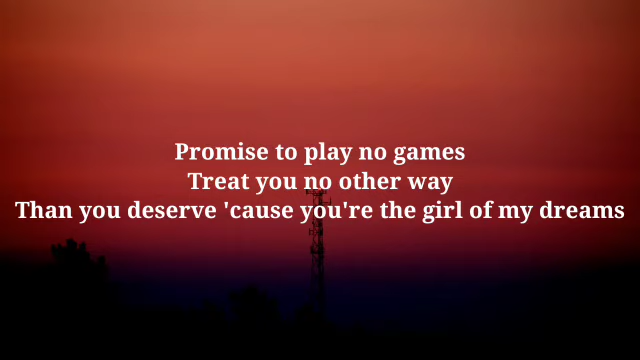 Promise to play no games
Treat you no other way
Than you deserve 'cause you're the girl of my dreams